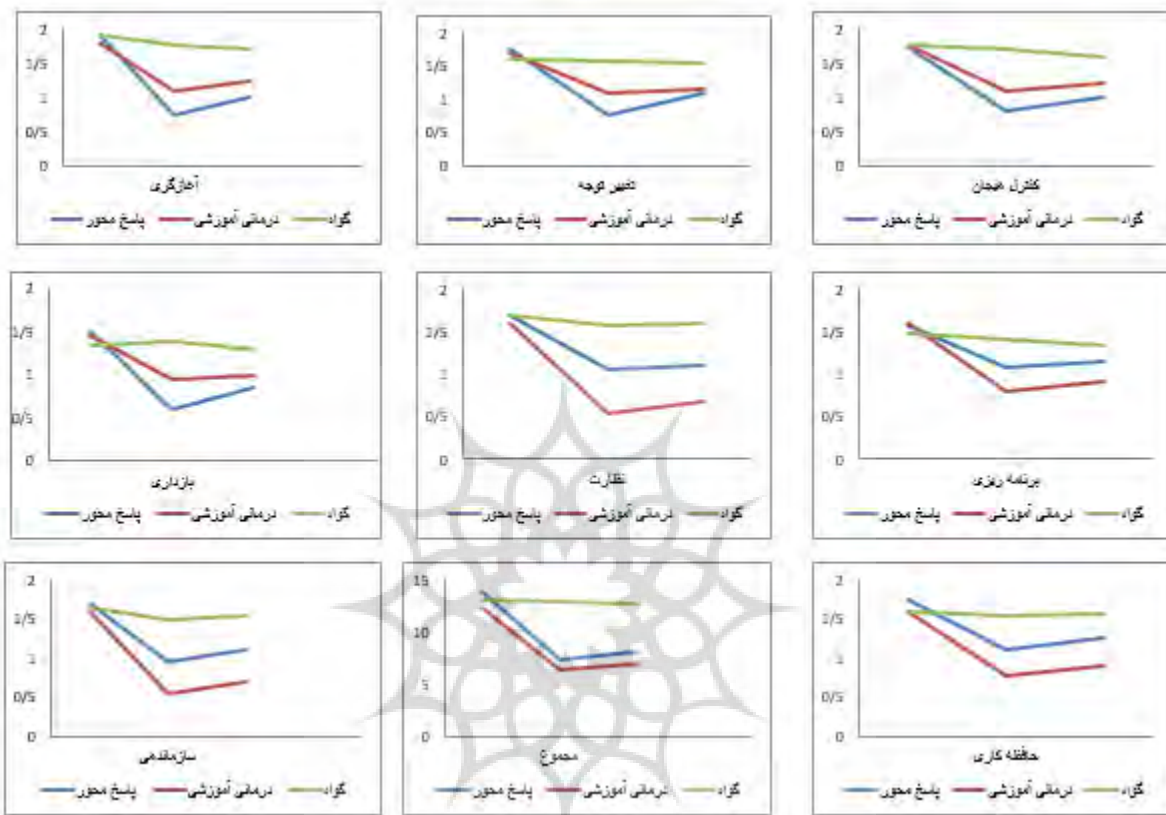 2
1/5
1
0/5
0
آغازگری
پاسخ محور درمانی آموزشی گواه
2
1/5
1
0/5
0
تغییر توجه
پاسخ محور درمانی آموزشی گواه
2
1/5
1
0/5
0
کنترل هیجان
پاسخ محور درمانی آموزشی گواه
2
1/5
1
0/5
0
بازداری
پاسخ محور درمانی آموزشی گواه
2
1/5
1
0/5
0
نظارت
پاسخ محور درمانی آموزشی گواه
2
1/5
1
0/5
0
برنامه ریزی
پاسخ محور درمانی آموزشی گواه
2
1/5
1
0/5
0
سازماندهی
پاسخ محور درمانی آموزشی گواه
15
10
5
0
مجموع
پاسخ محور درمانی آموزشی گواه
2
1/5
1
0/5
0
حافظه کاری
پاسخ محور درمانی آموزشی گواه